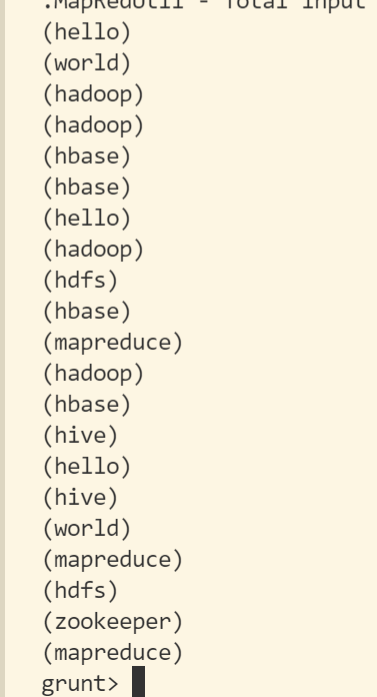 .MapRedUtil - Total input
(hello)
(world)
(hadoop)
(hadoop)
(hbase)
(hbase)
(hello)
(hadoop)
(hdfs)
(hbase)
(mapreduce)
(hadoop)
(hbase)
(hive)
(hello)
(hive)
(world)
(mapreduce)
(hdfs)
(zookeeper)
(mapreduce)
grunt>